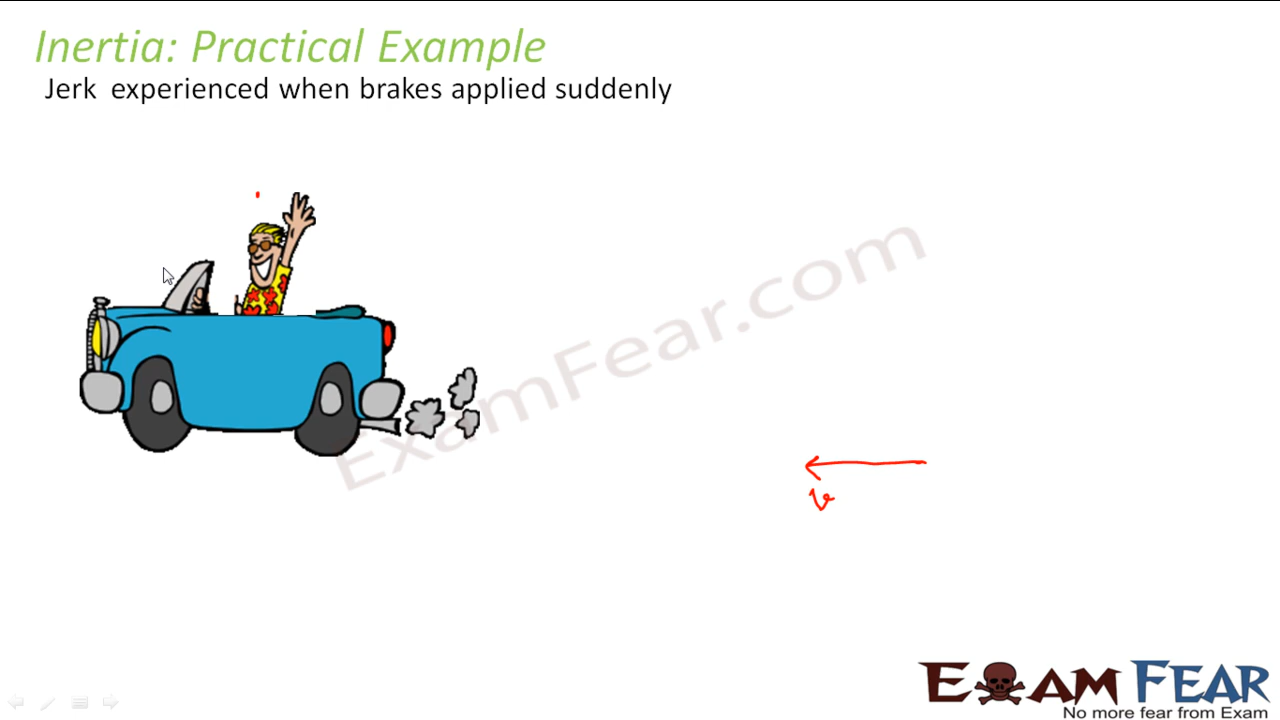 Inertia: Practical Example
Jerk experienced when brakes applied suddenly
ExamFear.com
v
EXAM FEAR
No more fear from Exam